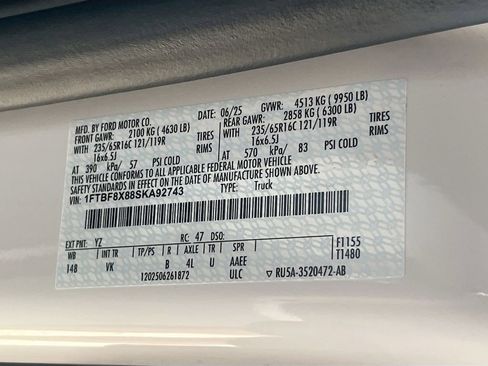 MFD. BY FORD MOTOR CO. DATE: 06/25 GVWR: 4513 KG ( 9950 LB)
FRONT GAWR: 2100 KG ( 4630 LB) REAR GAWR: 2858 KG ( 6300 LB)
WITH 235/65R16C 121/119R TIRES WITH 235/65R16C 121/119R TIRES
16x6.5J RIMS 16x6.5J RIMS
AT 390 kPa/ 57 PSI COLD AT 570 kPa/ 83 PSI COLD
THIS VEHICLE CONFORMS TO ALL APPLICABLE FEDERAL MOTOR VEHICLE
SAFETY STANDARDS IN EFFECT ON THE DATE OF MANUFACTURE SHOWN ABOVE.
VIN: 1FTBF8X88SKA92743 TYPE: Truck
EXT PNT: YZ RC: 47 DSO: F1155
WB INT TR TP/PS R AXLE TR SPR T1480
148 VK B 4L IJ AAEE
1202506261872 ULC ▽ RU5A-3520472-AB